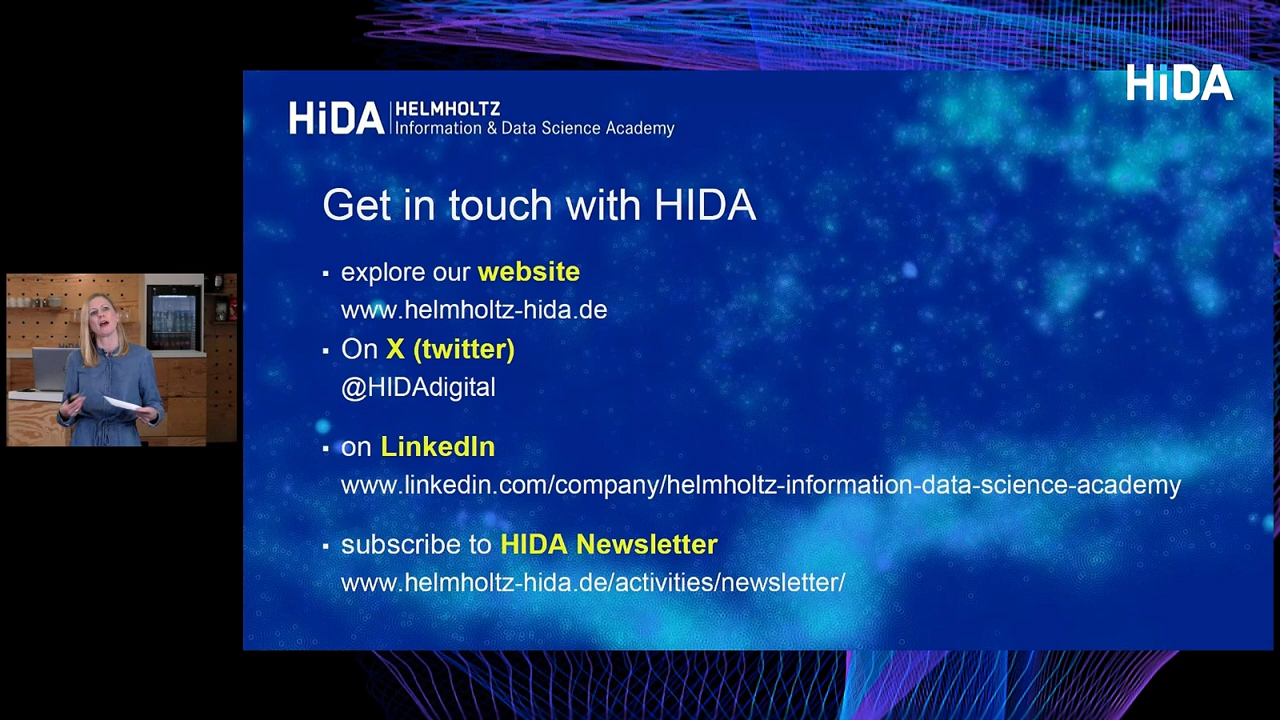 HiDA
HiDA HELMHOLTZ
Information & Data Science Academy
Get in touch with HIDA
▪ explore our website
www.helmholtz-hida.de
▪ On X (twitter)
@HIDAdigital
▪ on LinkedIn
www.linkedin.com/company/helmholtz-information-data-science-academy
▪ subscribe to HIDA Newsletter
www.helmholtz-hida.de/activities/newsletter/